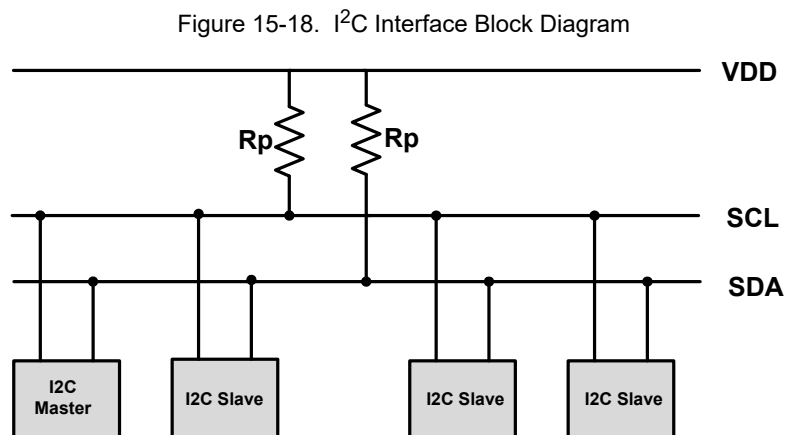 Figure 15-18. I2C Interface Block Diagram
VDD
Rp
Rp
SCL
SDA
I2C
Master
I2C Slave
I2C Slave
I2C Slave